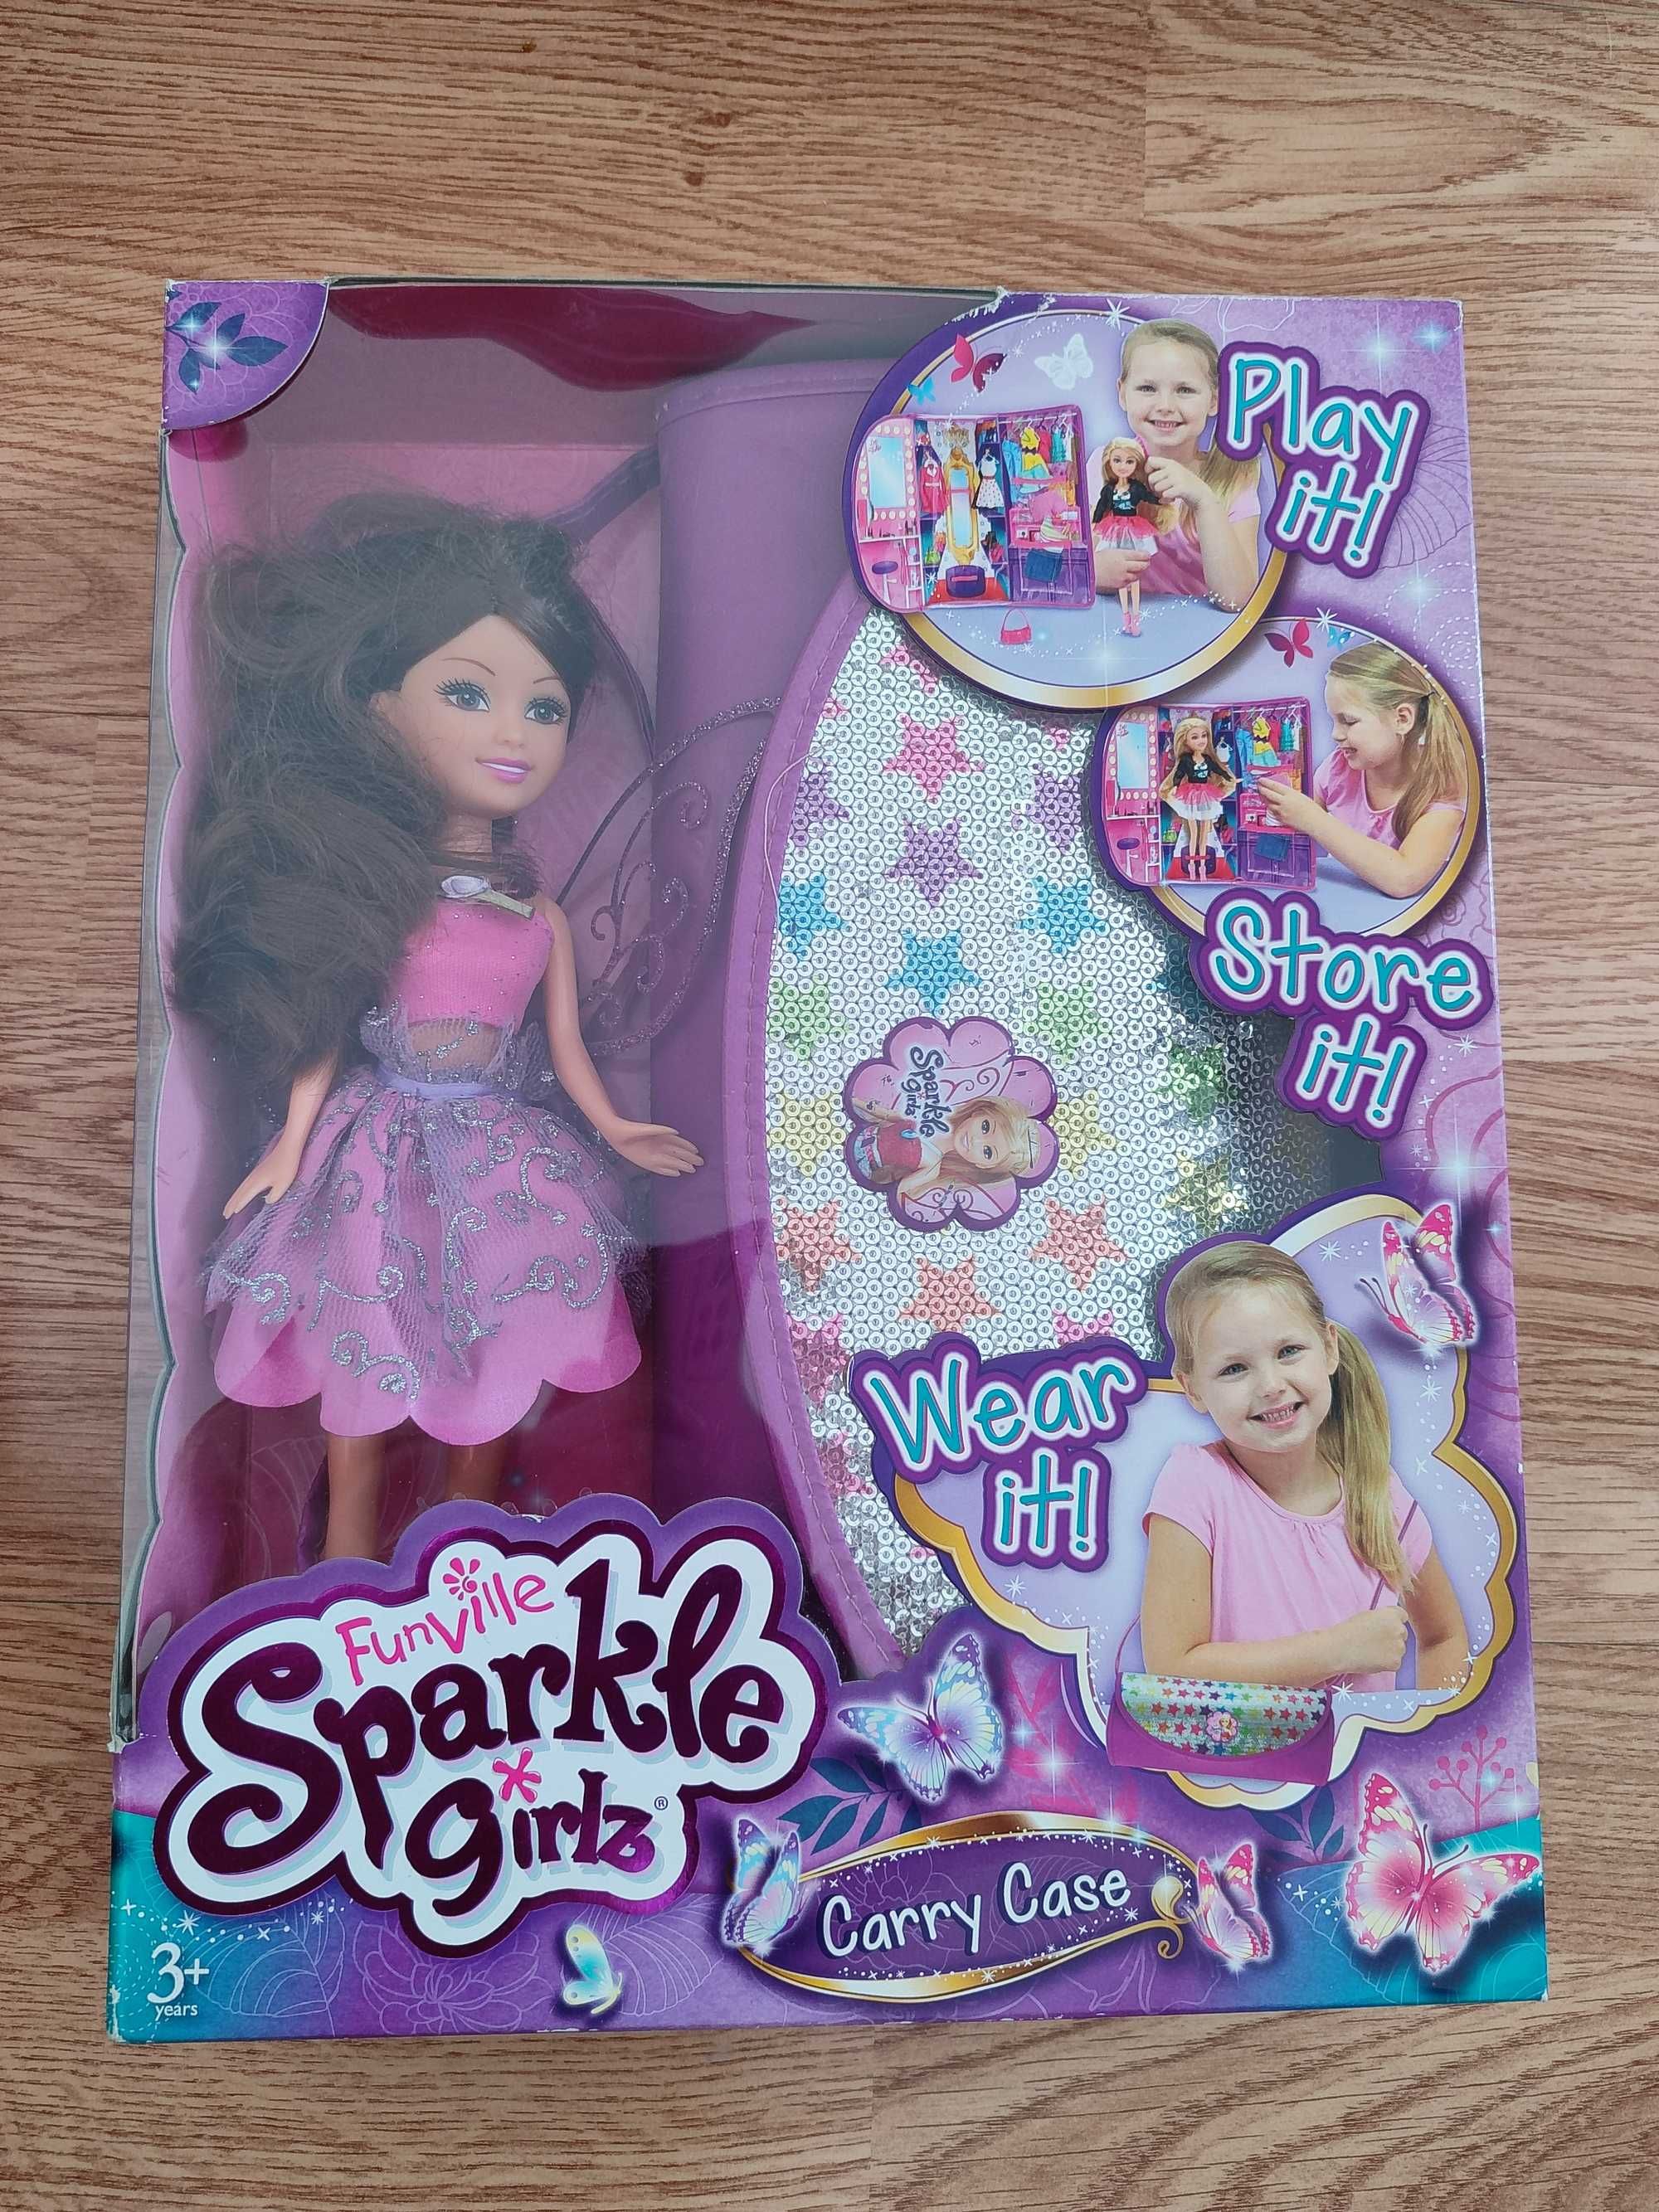 Play
it!
Store
it!
Sparkle
girlz
Wear
it!
Funville
Sparkle
girlz®
Carry Case
3+
years